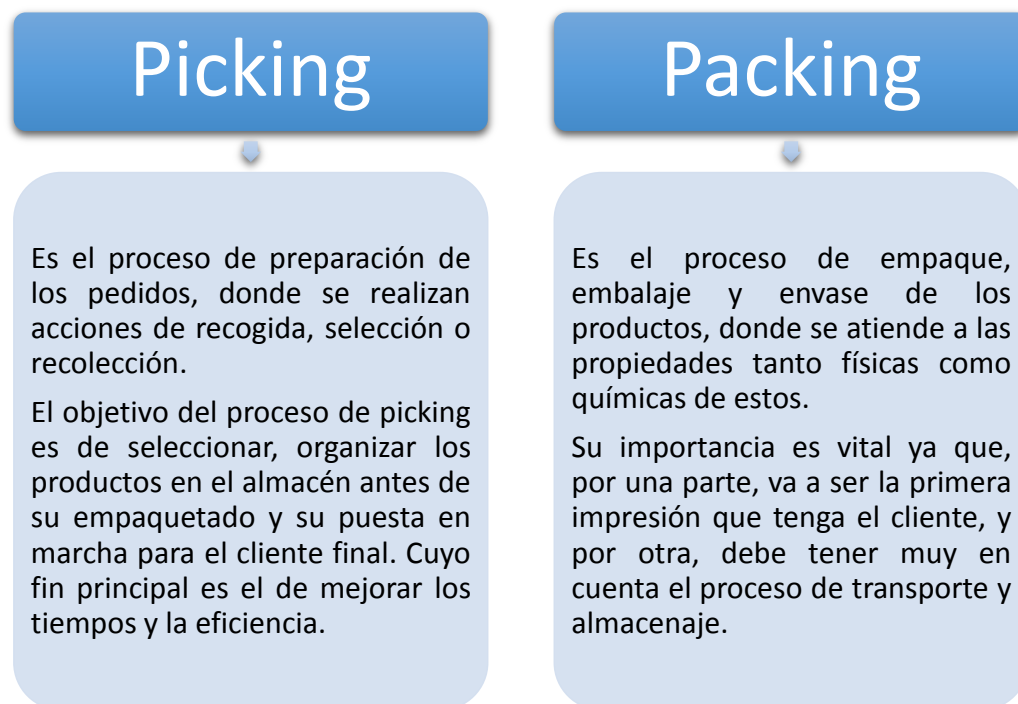 Picking
Es el proceso de preparación de
los pedidos, donde se realizan
acciones de recogida, selección o
recolección.
El objetivo del proceso de picking
es de seleccionar, organizar los
productos en el almacén antes de
su empaquetado y su puesta en
marcha para el cliente final. Cuyo
fin principal es el de mejorar los
tiempos y la eficiencia.
Packing
Es el proceso de empaque,
embalaje y envase de los
productos, donde se atiende a las
propiedades tanto físicas como
químicas de estos.
Su importancia es vital ya que,
por una parte, va a ser la primera
impresión que tenga el cliente, y
por otra, debe tener muy en
cuenta el proceso de transporte y
almacenaje.